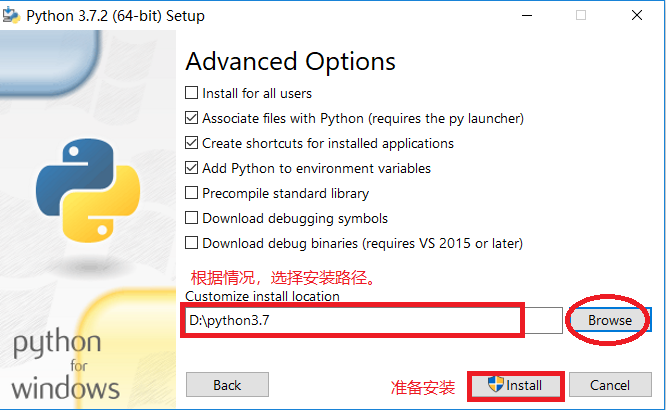 Python 3.7.2 (64-bit) Setup
Advanced Options
Install for all users
Associate files with Python (requires the py launcher)
Create shortcuts for installed applications
Add Python to environment variables
Precompile standard library
Download debugging symbols
Download debug binaries (requires VS 2015 or later)
根据情况，选择安装路径。
Customize install location
D:\python3.7
Browse
python
for
windows
Back
准备安装
Install
Cancel